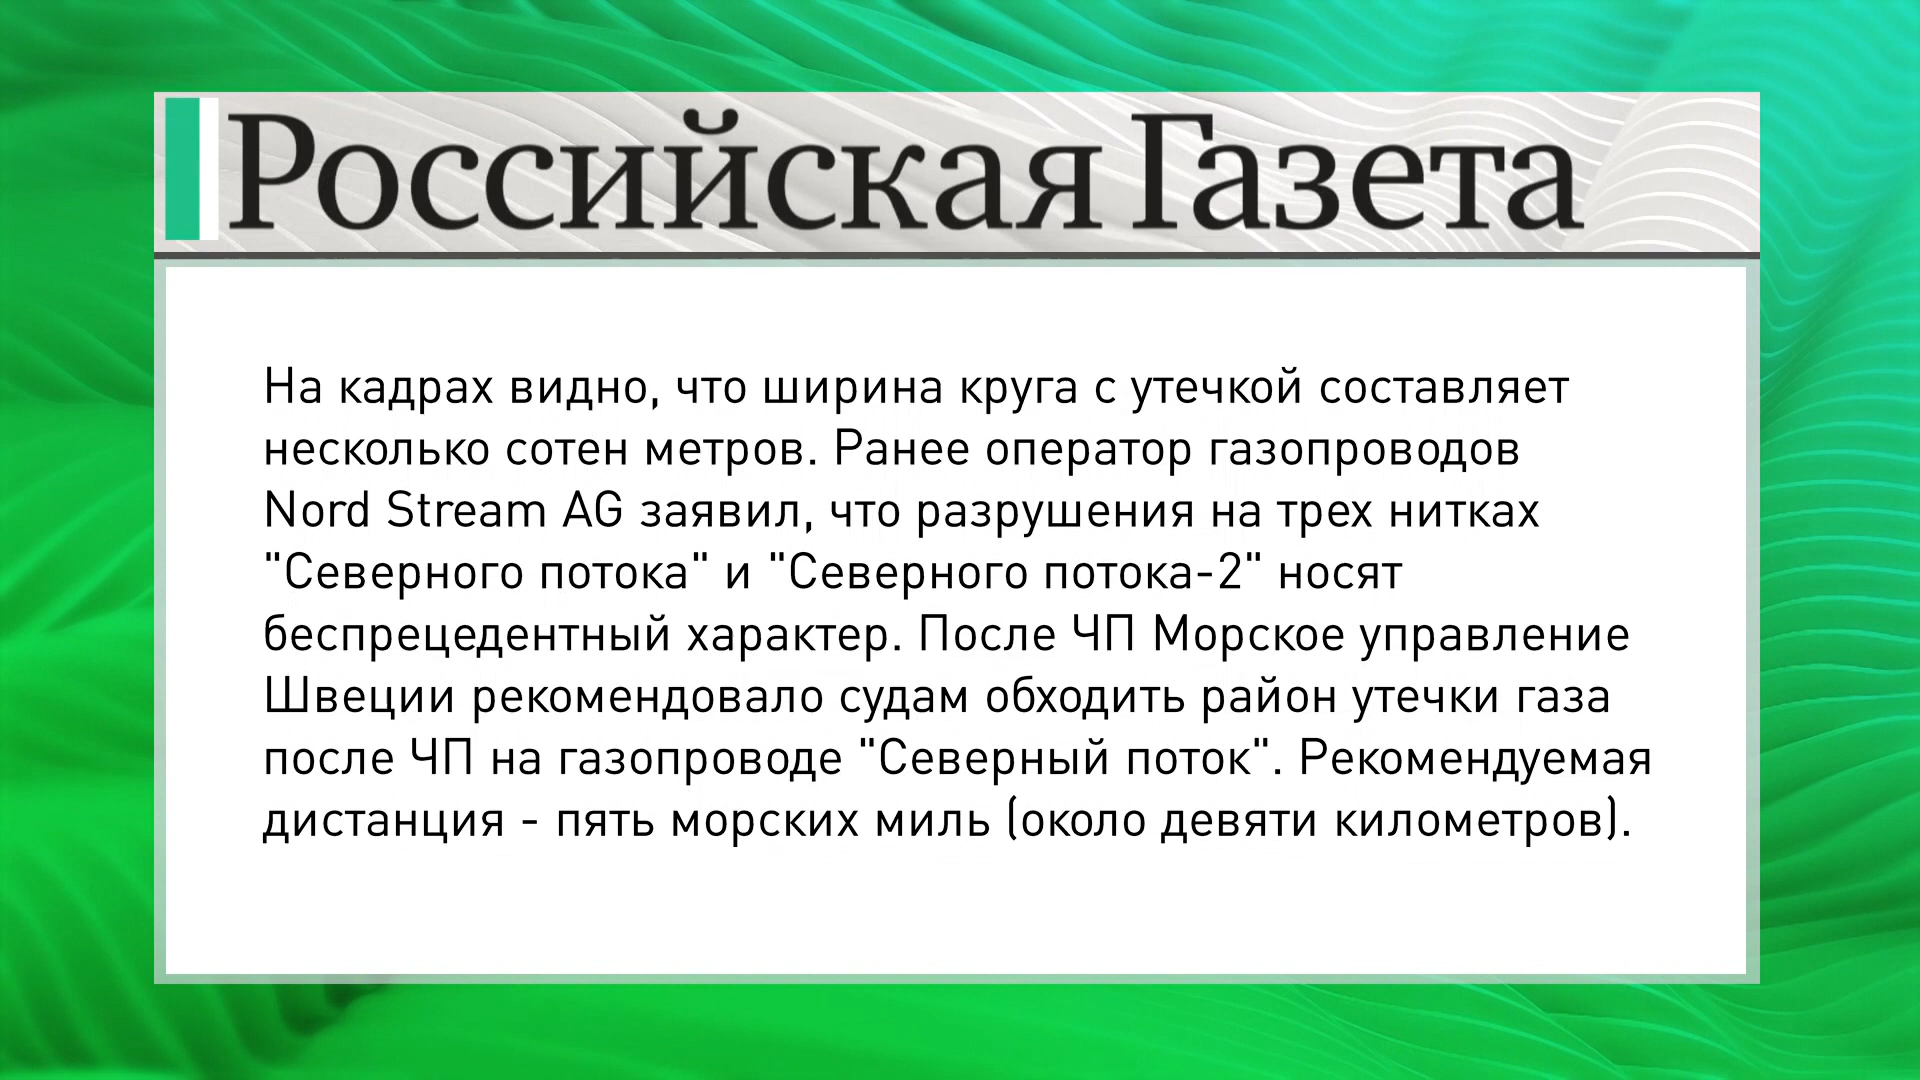 Российская Газета
На кадрах видно, что ширина круга с утечкой составляет
несколько сотен метров. Ранее оператор газопроводов
Nord Stream AG заявил, что разрушения на трех нитках
"Северного потока" и "Северного потока-2" носят
беспрецедентный характер. После ЧП Морское управление
Швеции рекомендовало судам обходить район утечки газа
после ЧП на газопроводе "Северный поток". Рекомендуемая
дистанция - пять морских миль (около девяти километров).